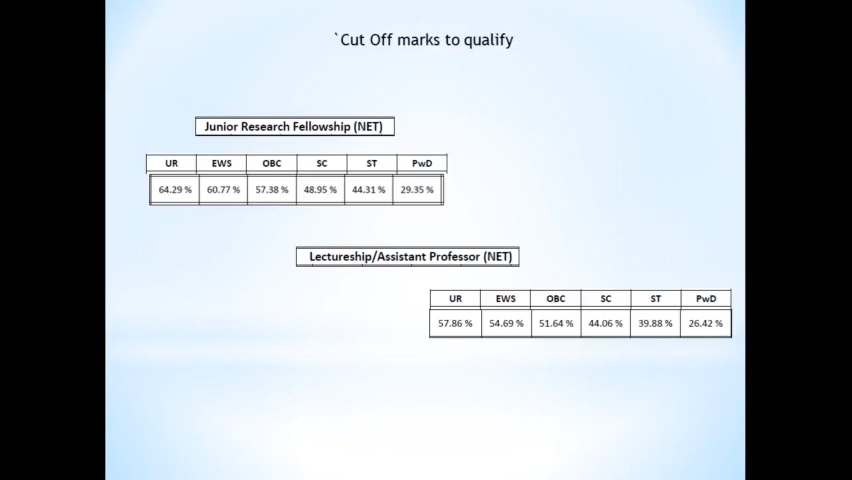 `Cut Off marks to qualify
Junior Research Fellowship (NET)
UR EWS OBC SC ST PwD
64.29 % 60.77 % 57.38 % 48.95 % 44.31 % 29.35 %
Lectureship/Assistant Professor (NET)
UR EWS OBC SC ST PwD
57.86 % 54.69 % 51.64 % 44.06 % 39.88 % 26.42 %